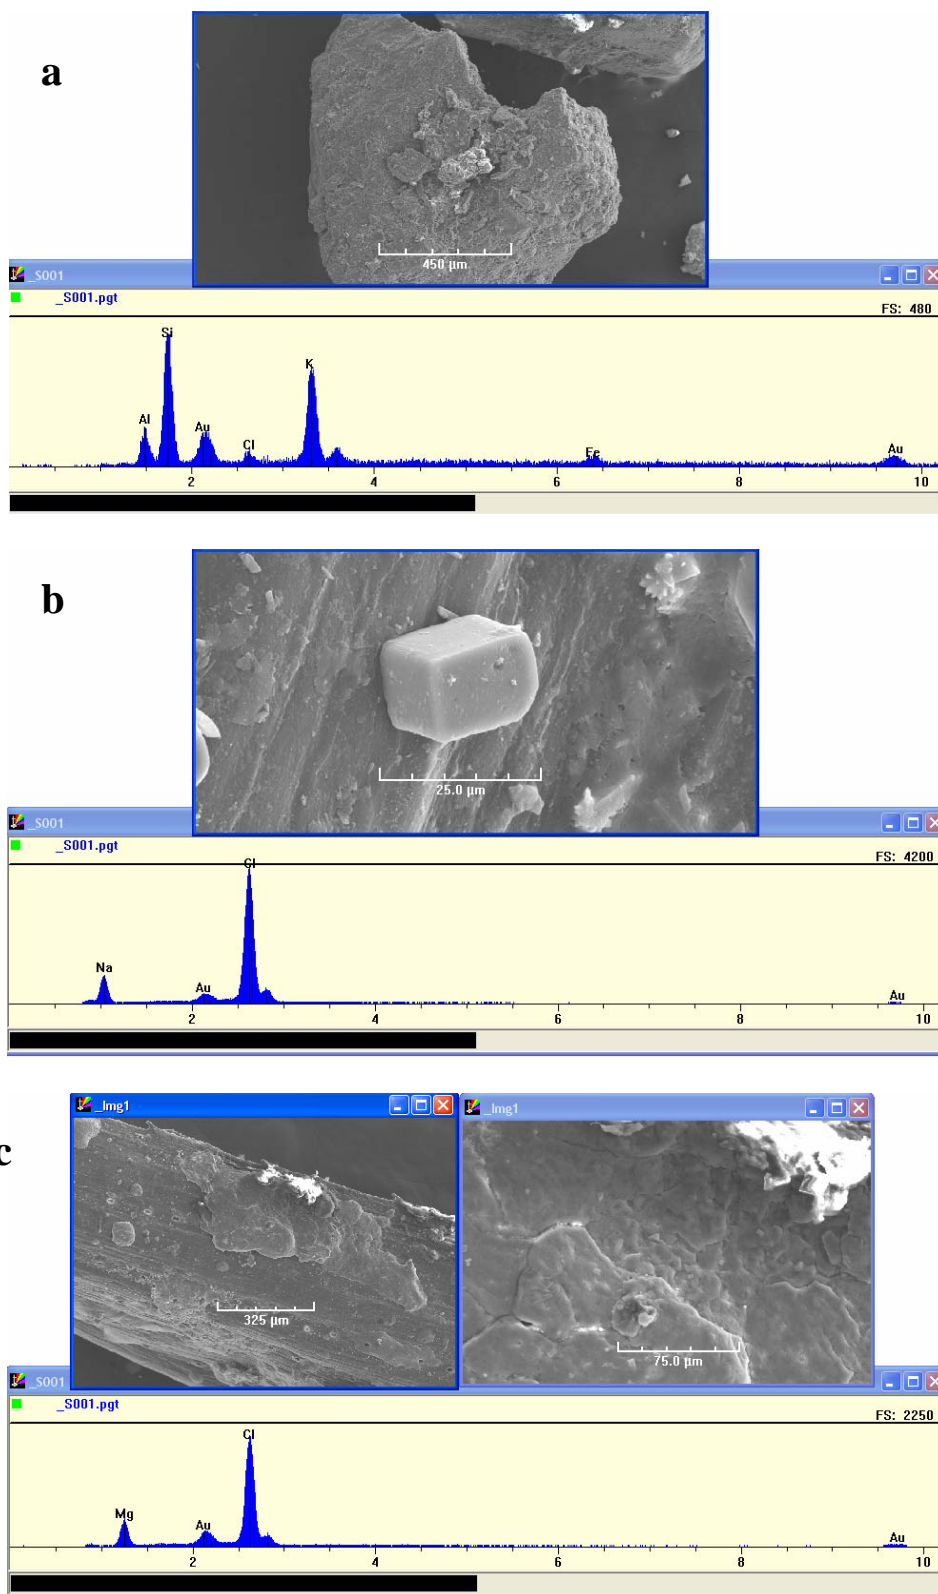 a
450 µm
_S001
_S001.pgt
FS: 480
Si
K
Al
Au
Cl
Fe
Au
2 4 6 8 10
b
25.0 µm
_S001
_S001.pgt
FS: 4200
Cl
Na
Au
Au
2 4 6 8 10
_Img1 _Img1
c
325 µm
75.0 µm
_S001
_S001.pgt
FS: 2250
Cl
Mg
Au
Au
2 4 6 8 10